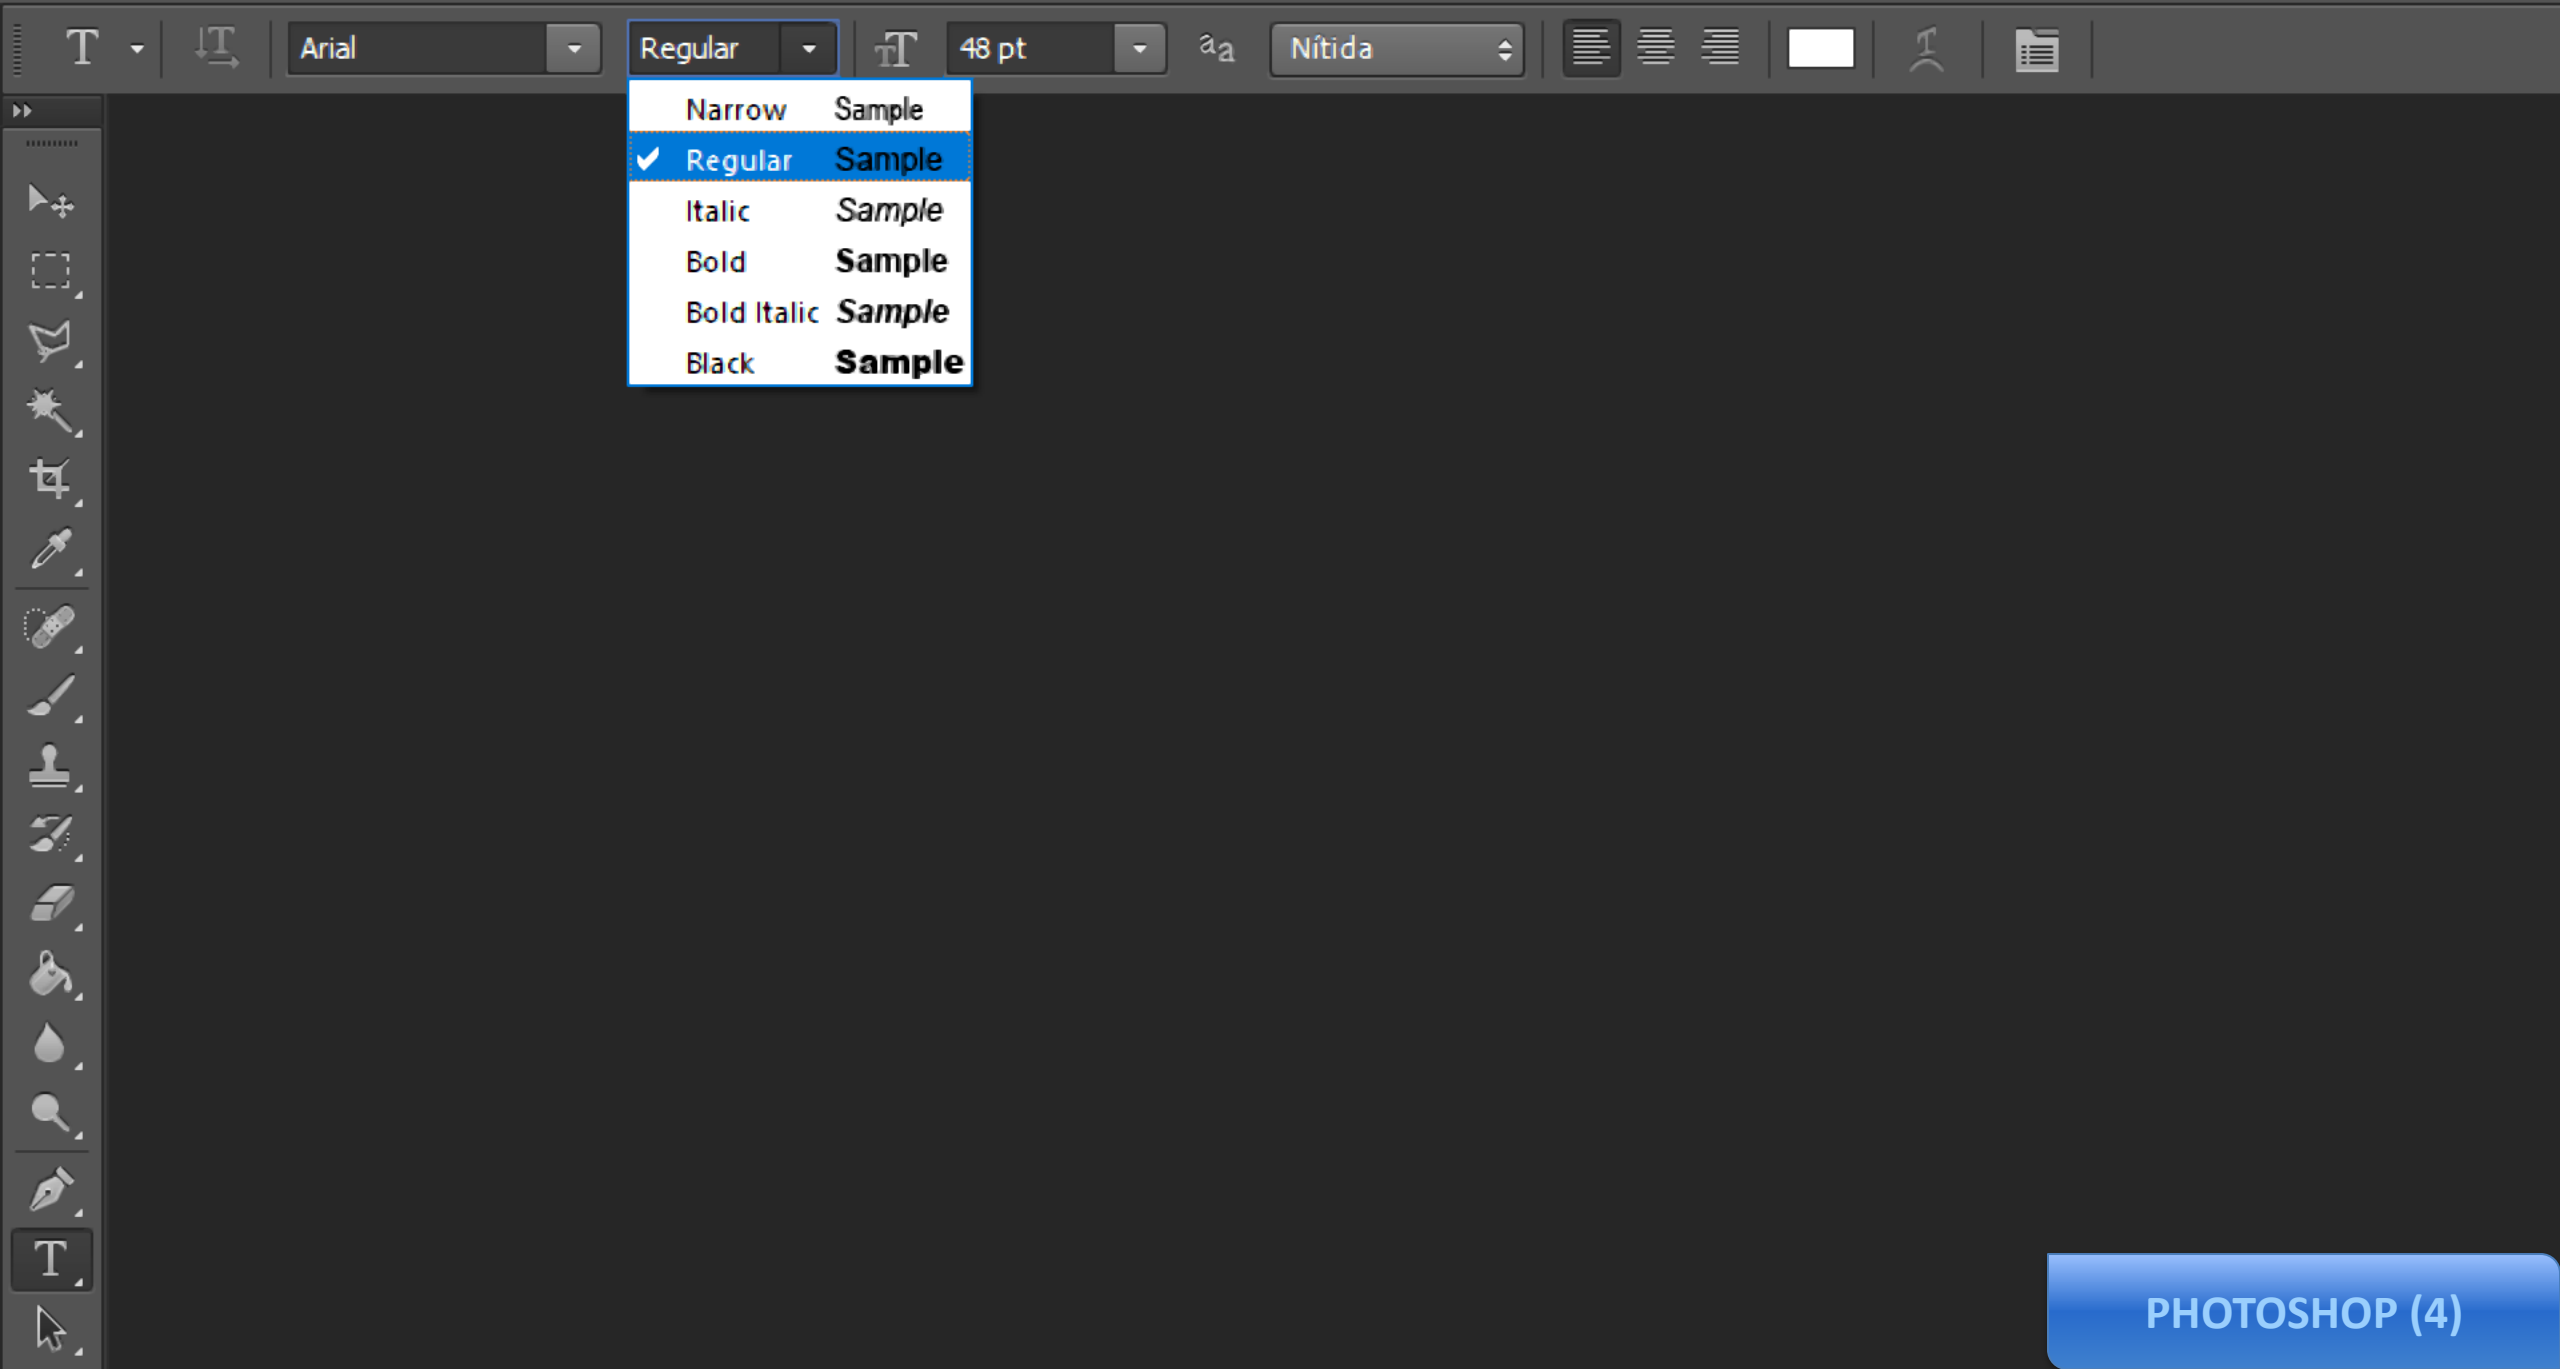 Arial Regular 48 pt aa Nítida
Narrow Sample
Regular Sample
Italic Sample
Bold Sample
Bold Italic Sample
Black Sample
PHOTOSHOP (4)